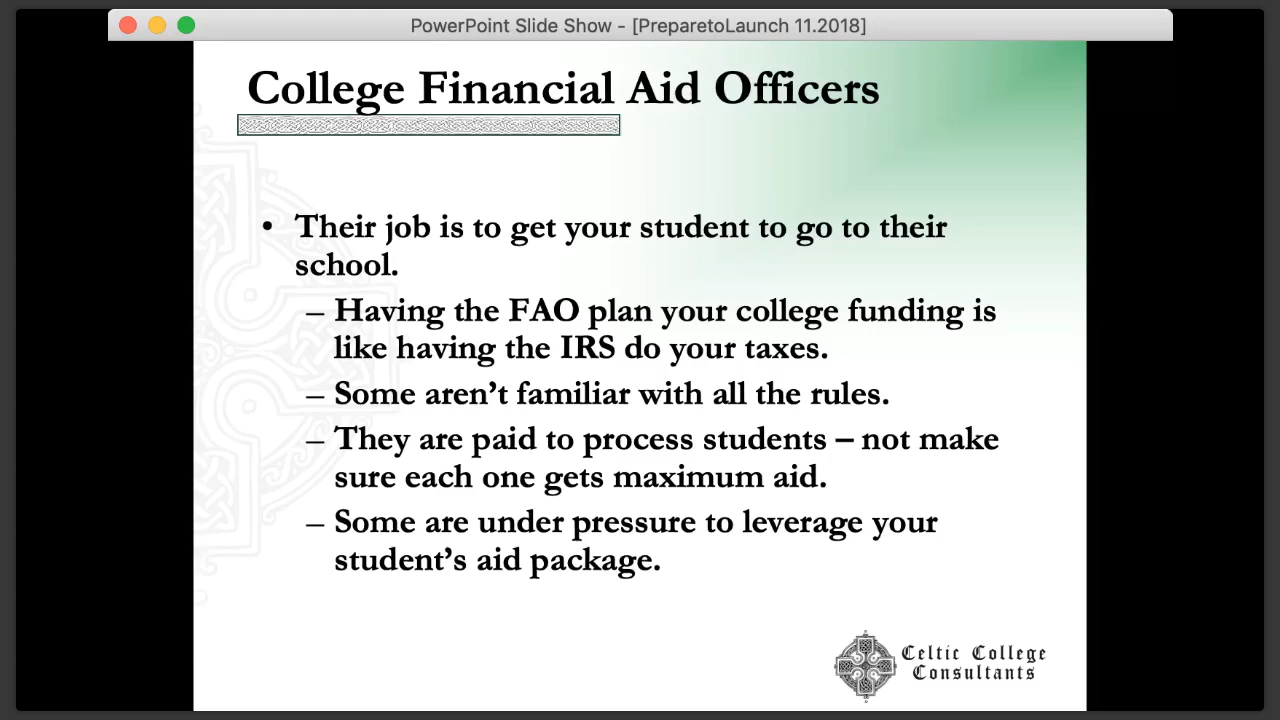 PowerPoint Slide Show - [PreparetoLaunch 11.2018]
College Financial Aid Officers
• Their job is to get your student to go to their
school.
– Having the FAO plan your college funding is
like having the IRS do your taxes.
– Some aren’t familiar with all the rules.
– They are paid to process students – not make
sure each one gets maximum aid.
– Some are under pressure to leverage your
student’s aid package.
Celtic College
Consultants